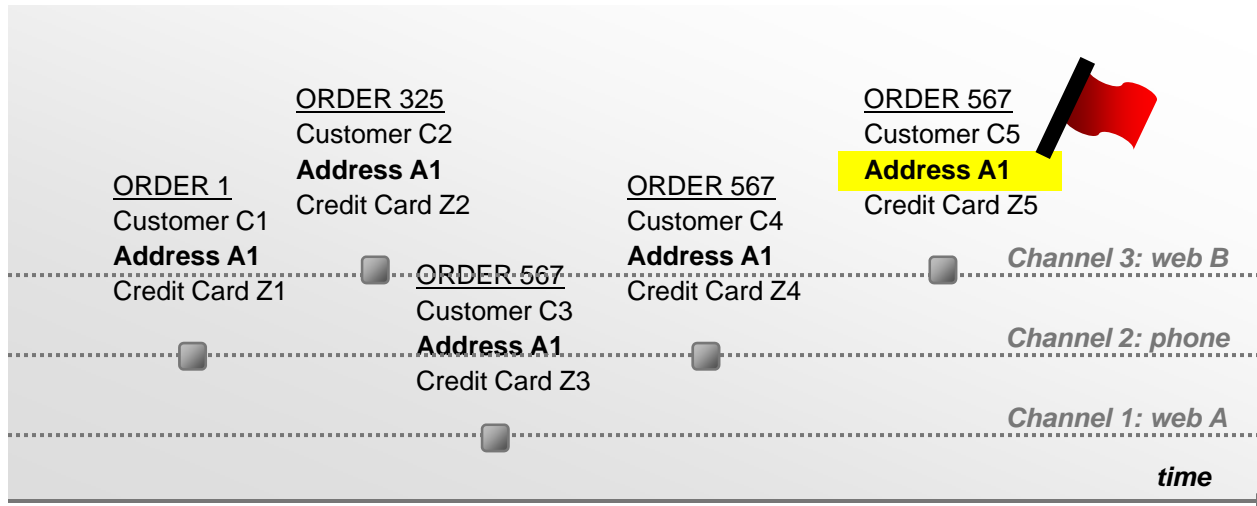 ORDER 1
Customer C1
Address A1
Credit Card Z1
ORDER 325
Customer C2
Address A1
Credit Card Z2
ORDER 567
Customer C3
Address A1
Credit Card Z3
ORDER 567
Customer C4
Address A1
Credit Card Z4
ORDER 567
Customer C5
Address A1
Credit Card Z5
Channel 3: web B
Channel 2: phone
Channel 1: web A
time